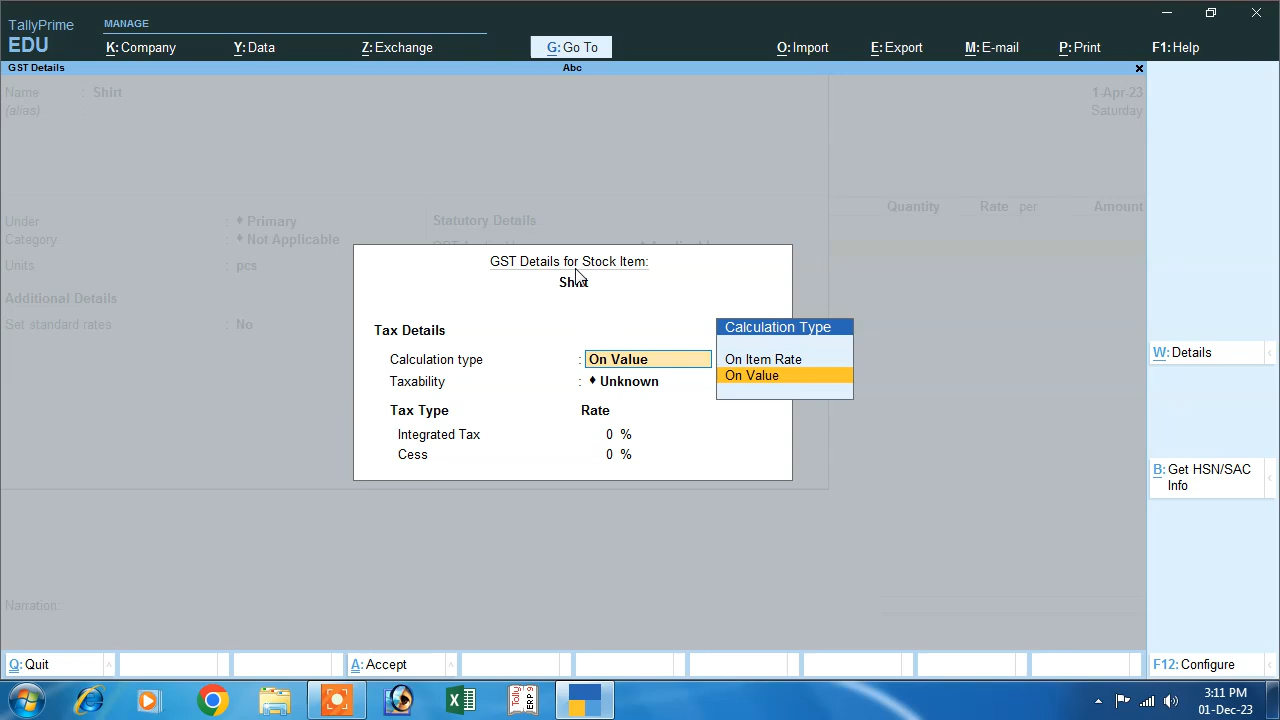 TallyPrime
EDU
MANAGE
K: Company
Y: Data
Z: Exchange
G: Go To
O: Import
E: Export
M: E-mail
P: Print
F1: Help
GST Details
Abc
Name : Shirt
(alias)
1-Apr-23
Saturday
Quantity Rate per Amount
Under : ♦ Primary
Category : ♦ Not Applicable
Units : pcs
Statutory Details
Additional Details
Set standard rates : No
GST Details for Stock Item:
Shirt
Tax Details
Calculation type : On Value
Taxability : ♦ Unknown
Tax Type Rate
Integrated Tax 0 %
Cess 0 %
Calculation Type
On Item Rate
On Value
W: Details
B: Get HSN/SAC
Info
Narration:
Q: Quit
A: Accept
F12: Configure
Tally
ERP 9
3:11 PM
01-Dec-23